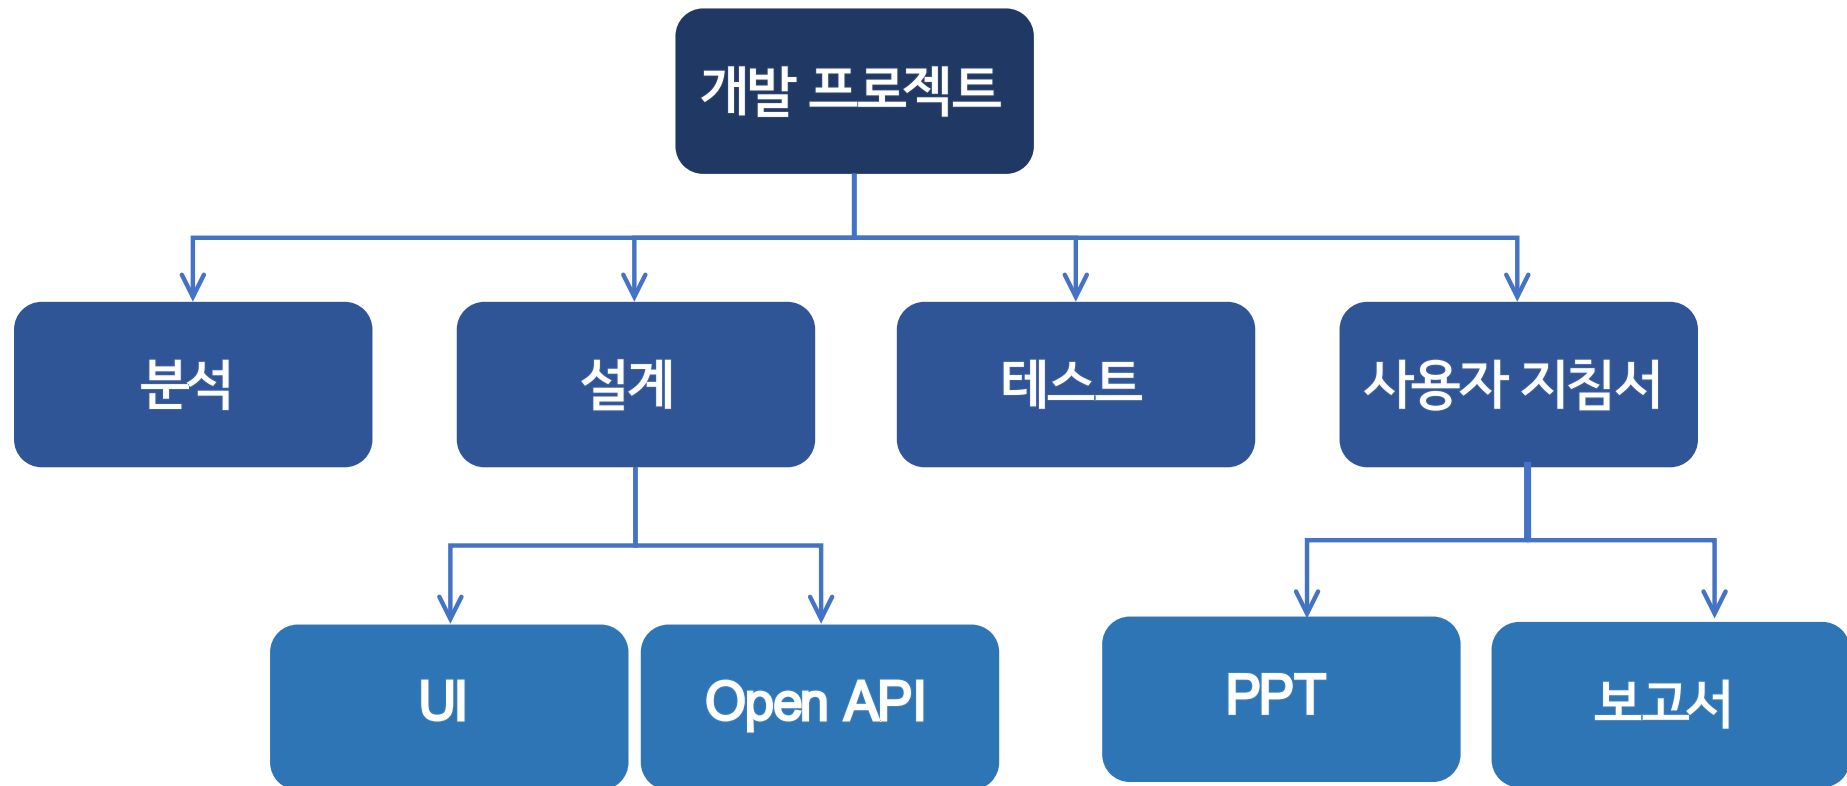 개발 프로젝트
분석
설계
테스트
사용자 지침서
UI
Open API
PPT
보고서